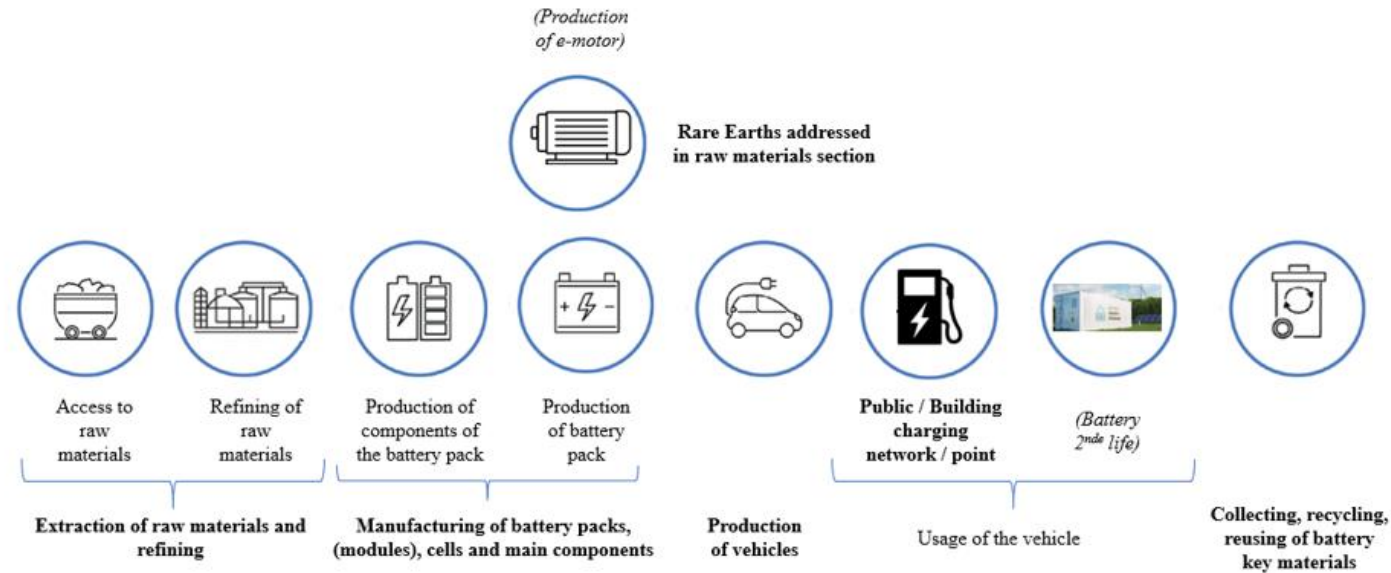 (Production
of e-motor)
Rare Earths addressed
in raw materials section
+ -
Access to
raw
materials
Refining of
raw
materials
Production of
components of
the battery pack
Production
of battery
pack
Public / Building
charging
network / point
(Battery
2nde life)
Extraction of raw materials and
refining
Manufacturing of battery packs,
(modules), cells and main components
Production
of vehicles
Usage of the vehicle
Collecting, recycling,
reusing of battery
key materials